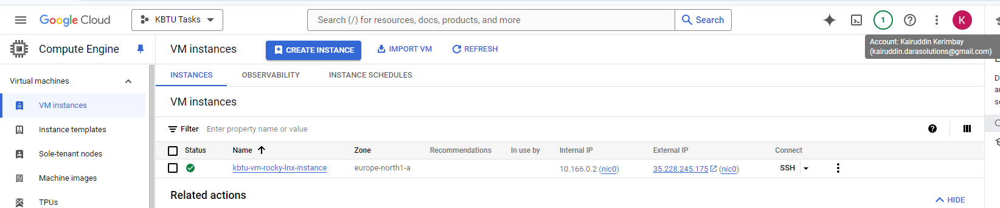 Google Cloud
KBTU Tasks
Search (/) for resources, docs, products, and more
Search
1
K
Account: Kairuddin Kerimbay
(kairuddin.darasolutions@gmail.com)
Compute Engine
VM instances
CREATE INSTANCE
IMPORT VM
REFRESH
Virtual machines
VM instances
Instance templates
Sole-tenant nodes
Machine images
TPUs
INSTANCES
OBSERVABILITY
INSTANCE SCHEDULES
VM instances
Filter
Enter property name or value
Status
Name
Zone
Recommendations
In use by
Internal IP
External IP
Connect
kbtu-vm-rocky-lnx-instance
europe-north1-a
10.166.0.2 (nic0)
35.228.245.175 (nic0)
SSH
Related actions
HIDE